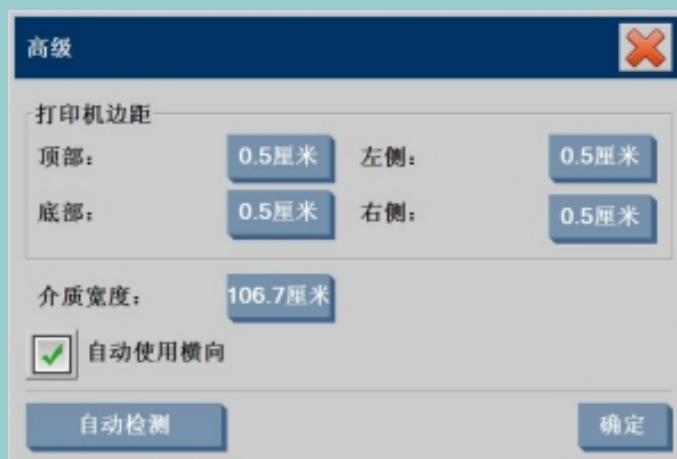 高级
打印机边距
顶部： 0.5厘米 左侧： 0.5厘米
底部： 0.5厘米 右侧： 0.5厘米
介质宽度： 106.7厘米
自动使用横向
自动检测 确定